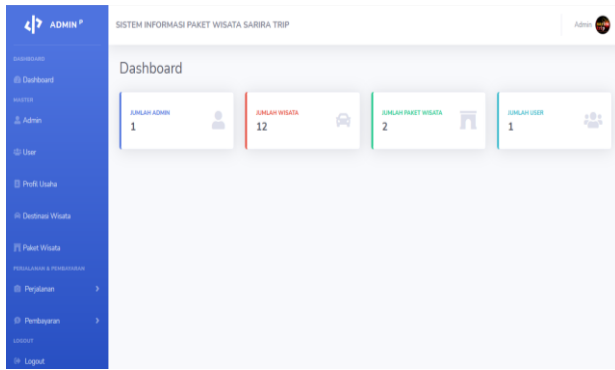 ADMIN P
SISTEM INFORMASI PAKET WISATA SARIRA TRIP
Admin
DASHBOARD
Dashboard
MASTER
Admin
User
Profil Usaha
Destinasi Wisata
Paket Wisata
PERJALANAN & PEMBAYARAN
Perjalanan
Pembayaran
LOGOUT
Logout
Dashboard
JUMLAH ADMIN
1
JUMLAH WISATA
12
JUMLAH PAKET WISATA
2
JUMLAH USER
1